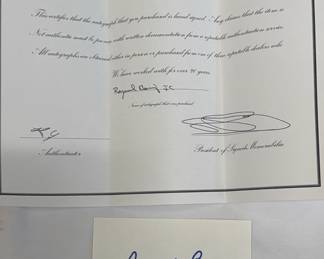 This certifies that the autograph that you purchased is hand signed. Any claims that the item is
Not authentic must be proven with written documentation from a reputable authentication service.
All autographs are obtained either in person or purchased from one of three reputable dealers who
We have worked with for over 20 years.
Name of autograph that was purchased
Authenticator
President of Memorabilia